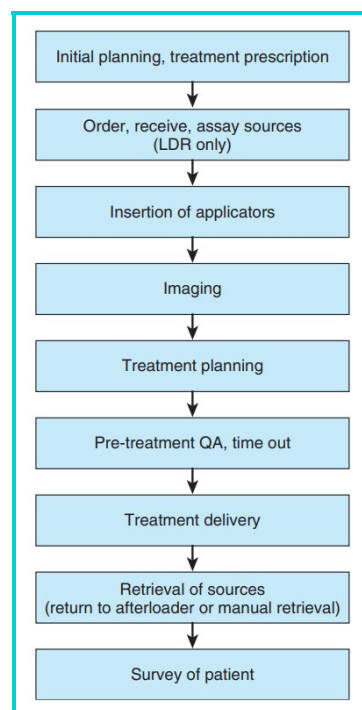 Initial planning, treatment prescription
Order, receive, assay sources
(LDR only)
Insertion of applicators
Imaging
Treatment planning
Pre-treatment QA, time out
Treatment delivery
Retrieval of sources
(return to afterloader or manual retrieval)
Survey of patient